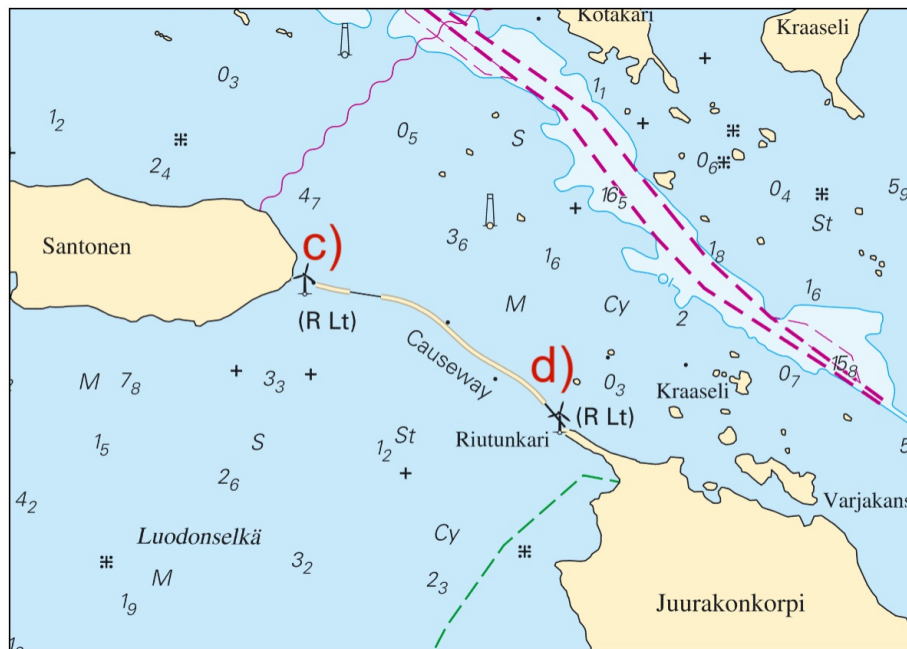 Kotakari
Kraaseli
0₃
1₁
1₂
0₅
S
2₄
0₆
0₄
5₉
4₇
16₅
St
Santonen
c)
3₆
1₆
1₈
1₆
M
Cy
2
(R Lt)
Causeway
d)
15₈
M
7₈
3₃
0₃
Kraaseli
0₇
(R Lt)
1₅
S
St
1₂
Riutunkari
5
2₆
4₂
Varjakans
Luodonselkä
Cy
3₂
M
2₃
1₉
Juurakonkorpi